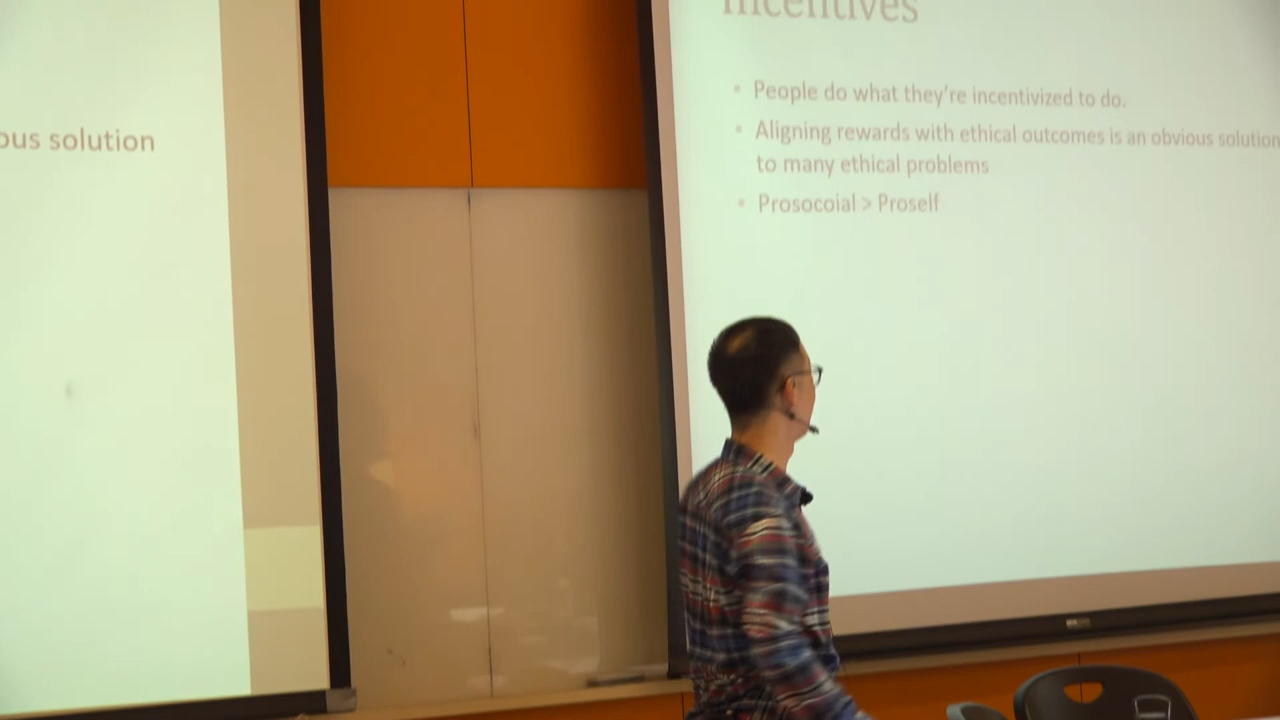 ous solution
Incentives
• People do what they're incentivized to do.
• Aligning rewards with ethical outcomes is an obvious solution
to many ethical problems
• Prosocoial > Proself